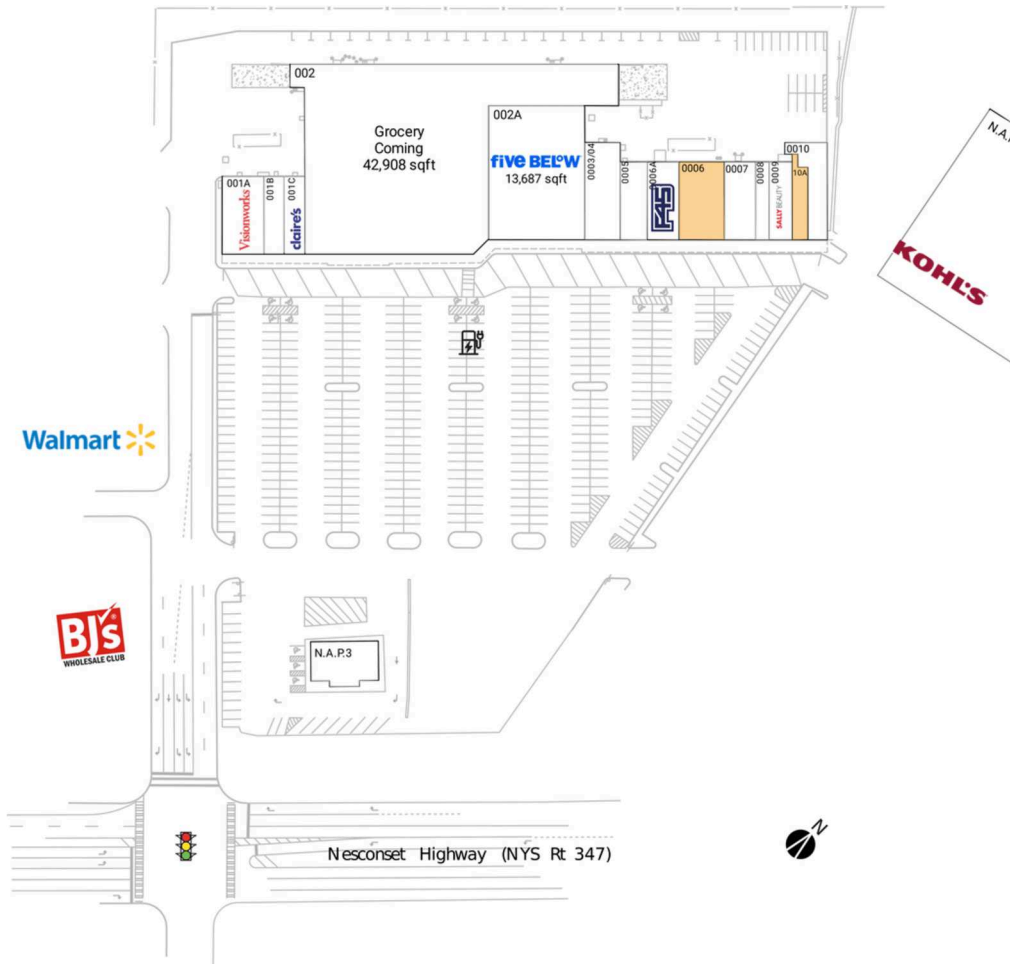 002
Grocery
Coming
42,908 sqft
002A
five BEL°W
13,687 sqft
001A
Visionworks
001B
001C
claire's
0003/04
0005
0006A
F45
0006
0007
0008
0009
SALLY BEAUTY
0010
10A
KOHL'S
Walmart
BJ's
WHOLESALE CLUB
N.A.P.3
Nesconset Highway (NYS Rt 347)
N